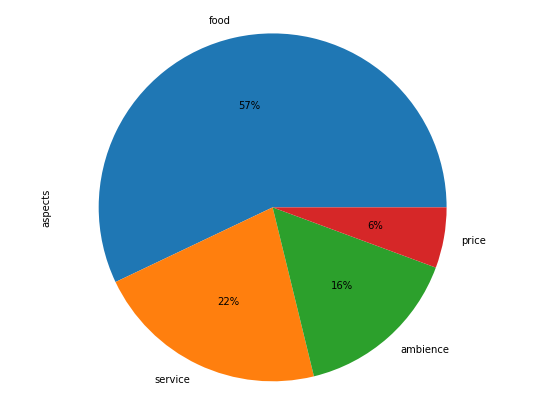 food
57%
aspects
6%
price
16%
22%
ambience
service